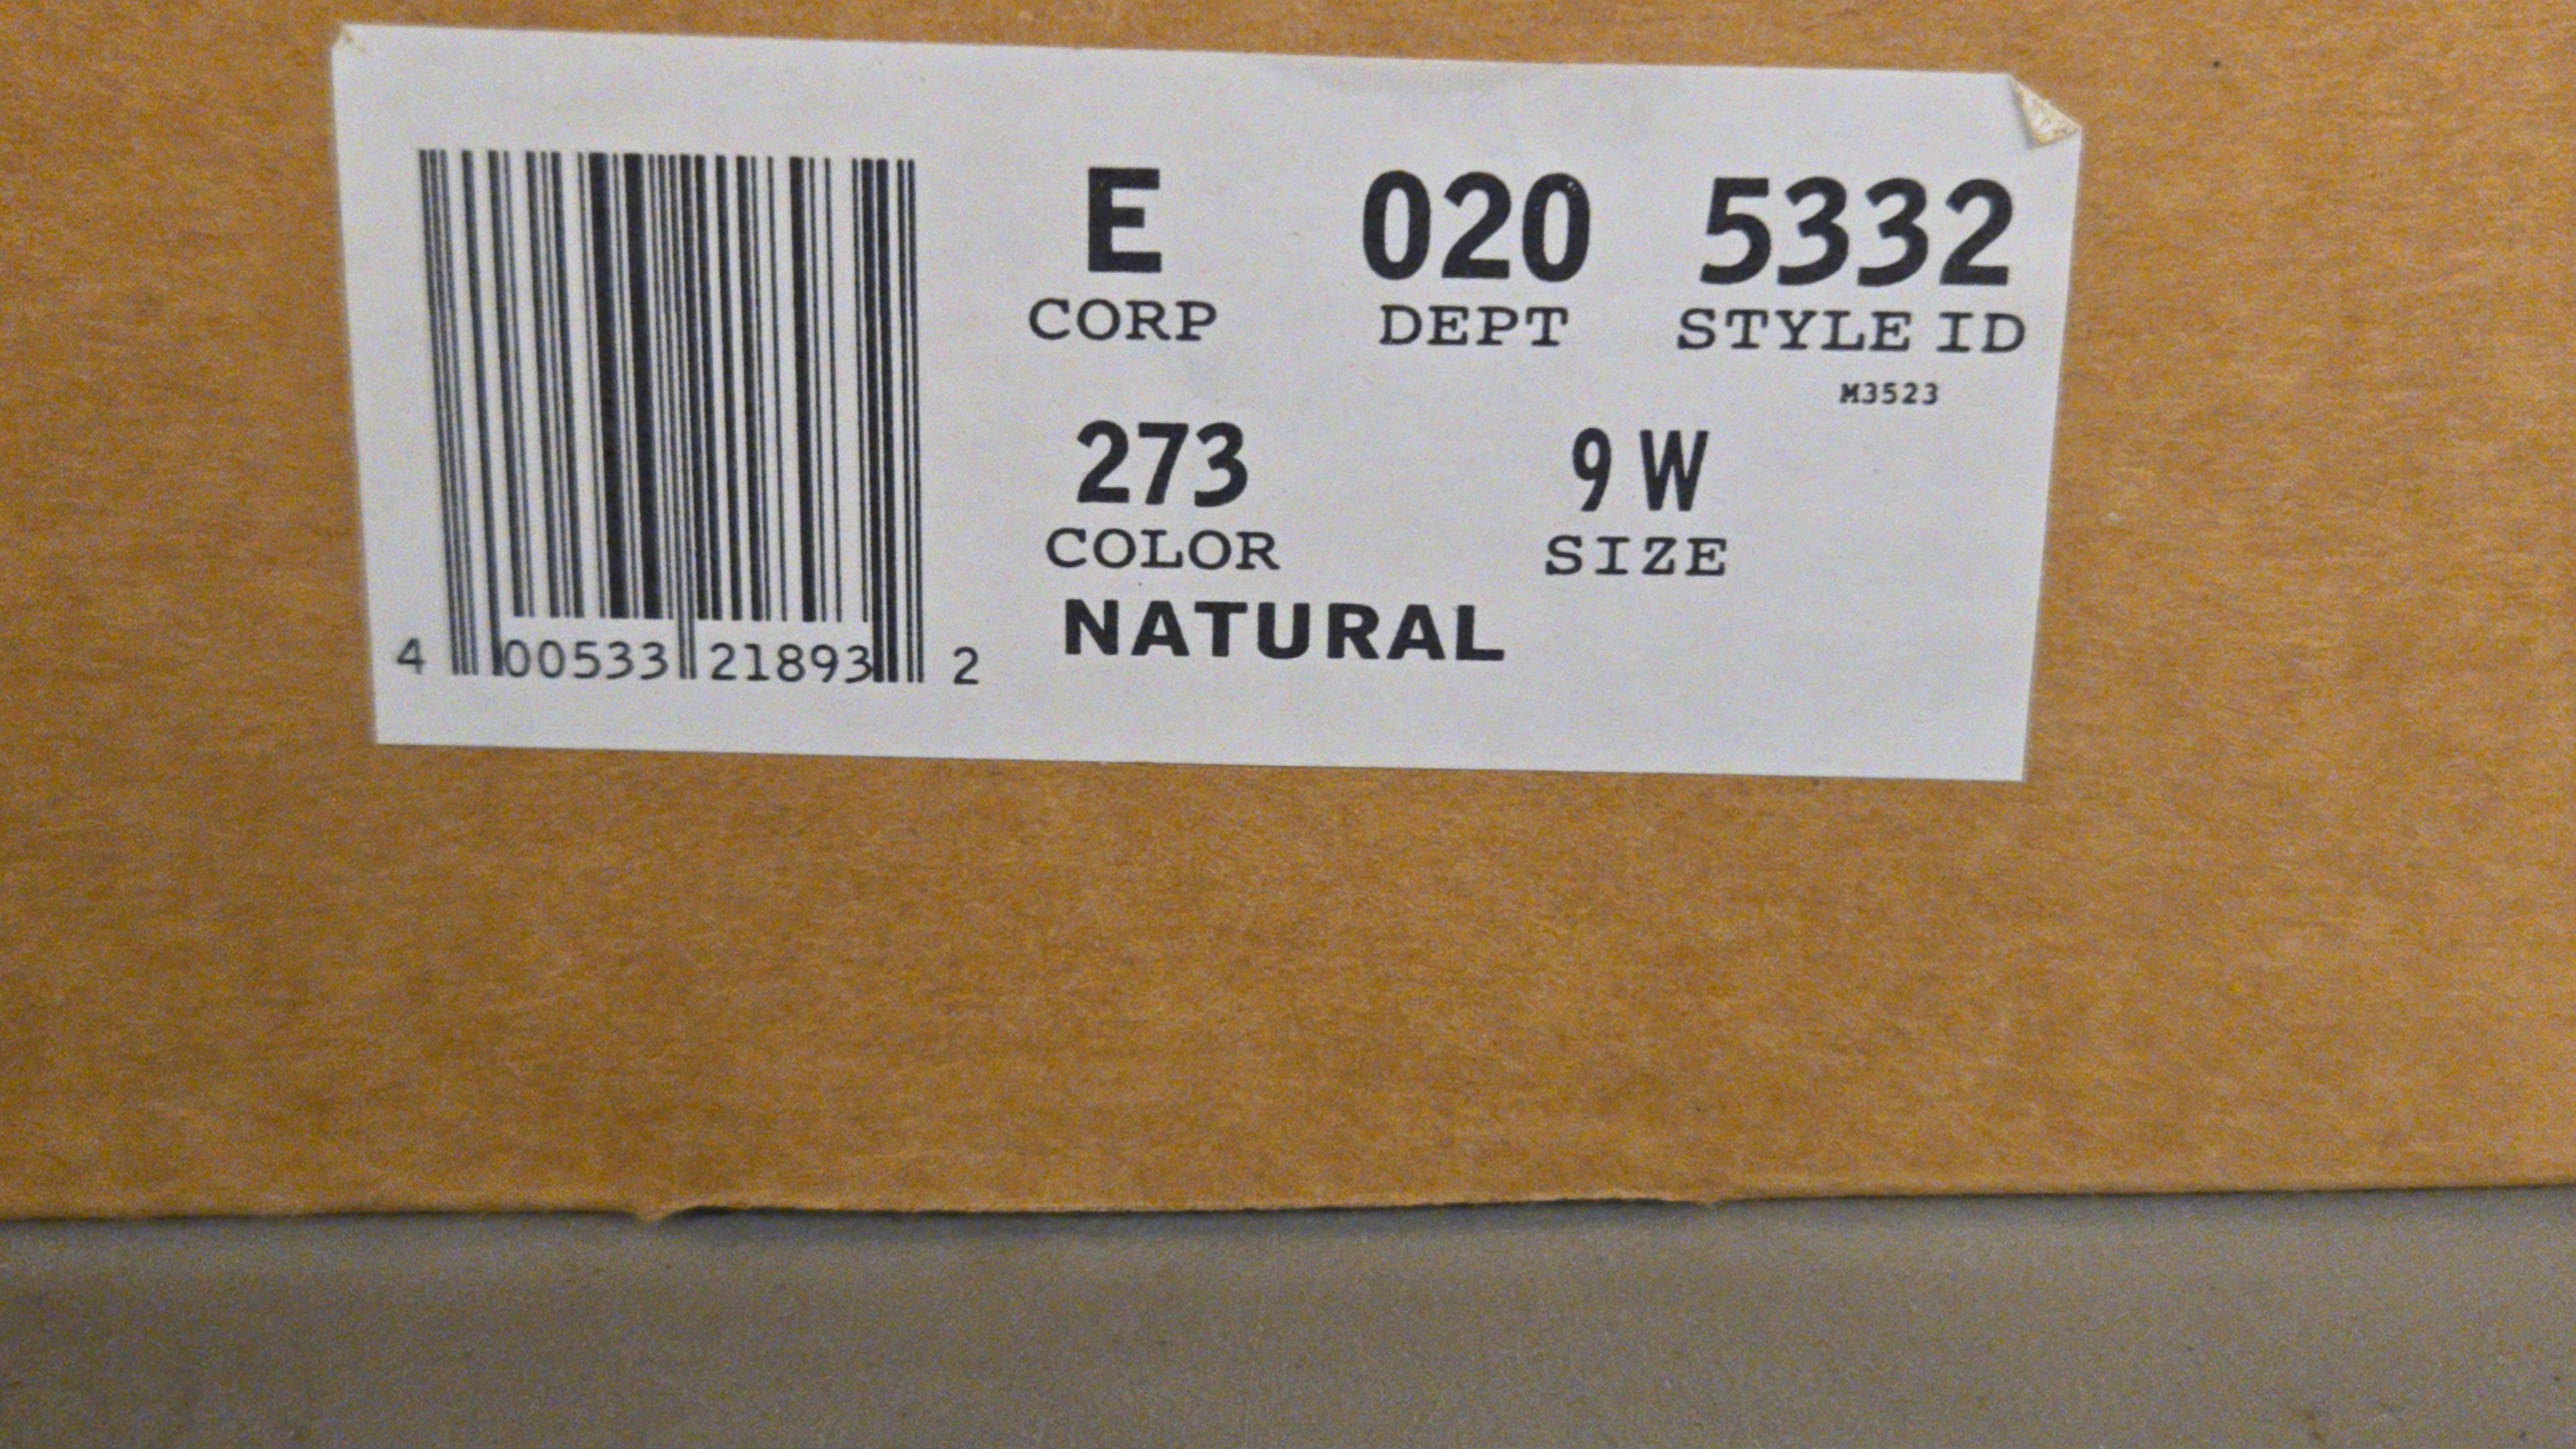 E 020 5332
CORP DEPT STYLE ID
M3523
273 9 W
COLOR SIZE
NATURAL
4 00533 21893 2